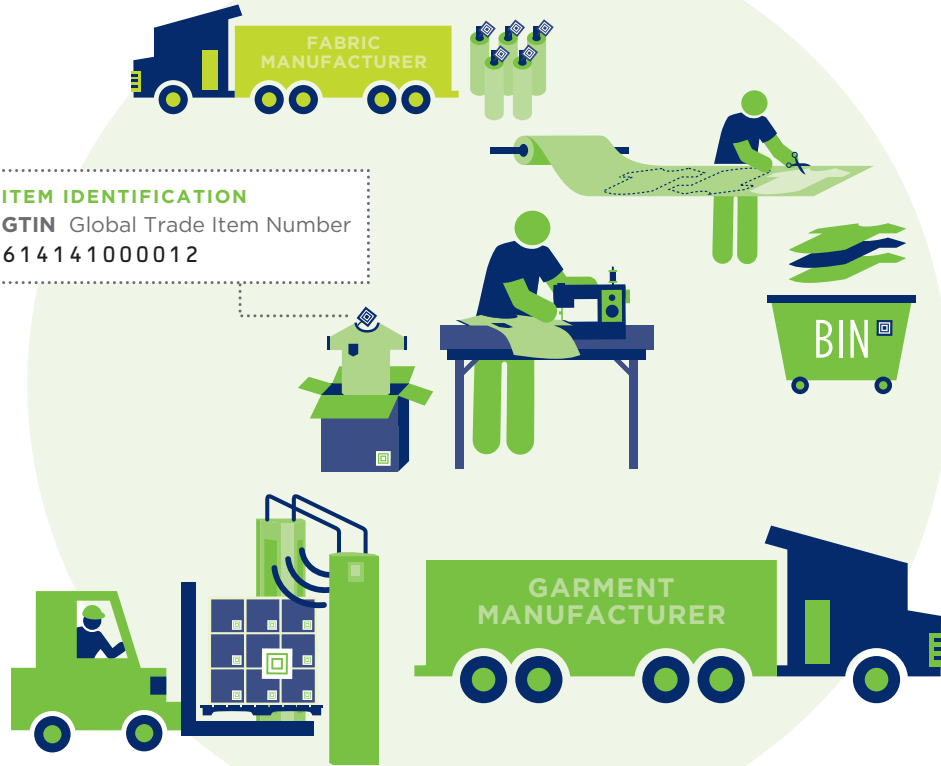 FABRIC
MANUFACTURER
ITEM IDENTIFICATION
GTIN Global Trade Item Number
614141000012
BIN
GARMENT
MANUFACTURER